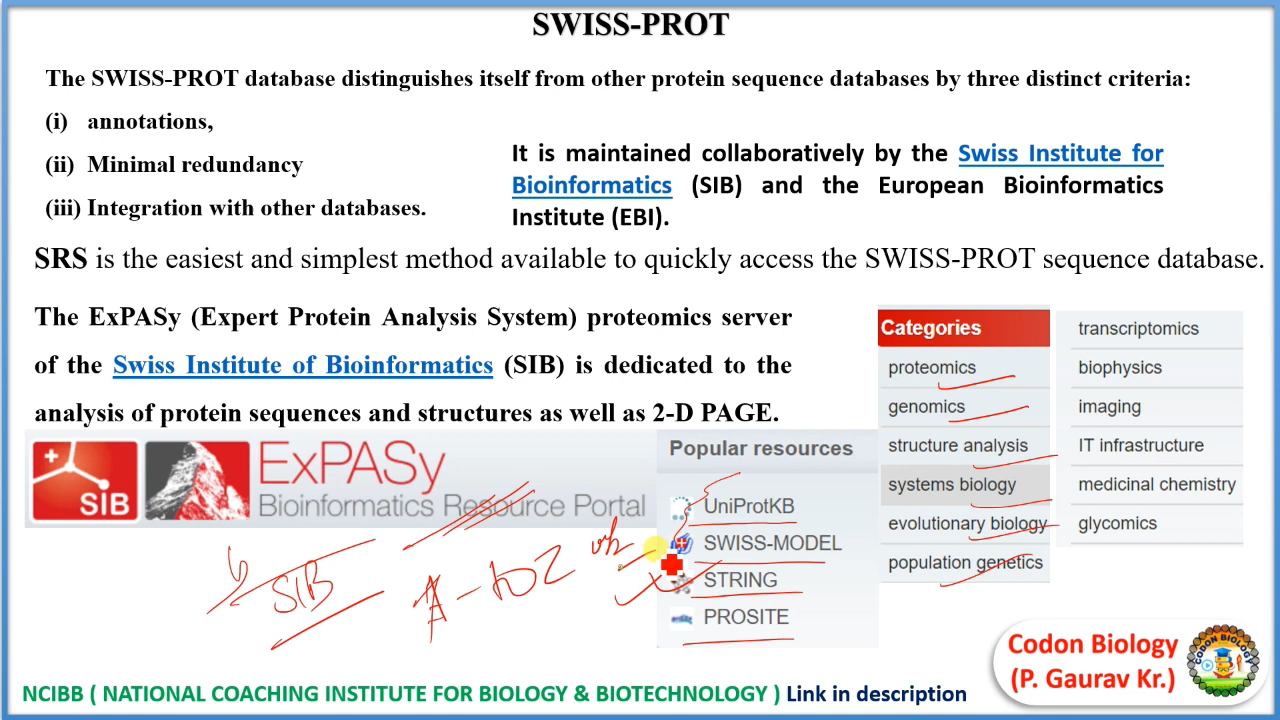 SWISS-PROT
The SWISS-PROT database distinguishes itself from other protein sequence databases by three distinct criteria:
(i) annotations,
(ii) Minimal redundancy
(iii) Integration with other databases.
It is maintained collaboratively by the Swiss Institute for
Bioinformatics (SIB) and the European Bioinformatics
Institute (EBI).
SRS is the easiest and simplest method available to quickly access the SWISS-PROT sequence database.
The ExPASy (Expert Protein Analysis System) proteomics server
of the Swiss Institute of Bioinformatics (SIB) is dedicated to the
analysis of protein sequences and structures as well as 2-D PAGE.
SIB
ExPASy
Bioinformatics Resource Portal
SIB
A-to Z
Popular resources
UniProtKB
SWISS-MODEL
STRING
PROSITE
Categories
proteomics
genomics
structure analysis
systems biology
evolutionary biology
population genetics
transcriptomics
biophysics
imaging
IT infrastructure
medicinal chemistry
glycomics
Codon Biology
(P. Gaurav Kr.)
CODON BIOLOGY
NCIBB ( NATIONAL COACHING INSTITUTE FOR BIOLOGY & BIOTECHNOLOGY ) Link in description